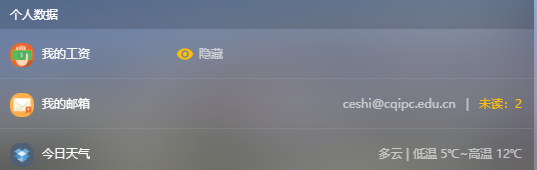 个人数据
我的工资 隐藏
我的邮箱 ceshi@cqipc.edu.cn | 未读：2
今日天气 多云 | 低温 5℃~高温 12℃